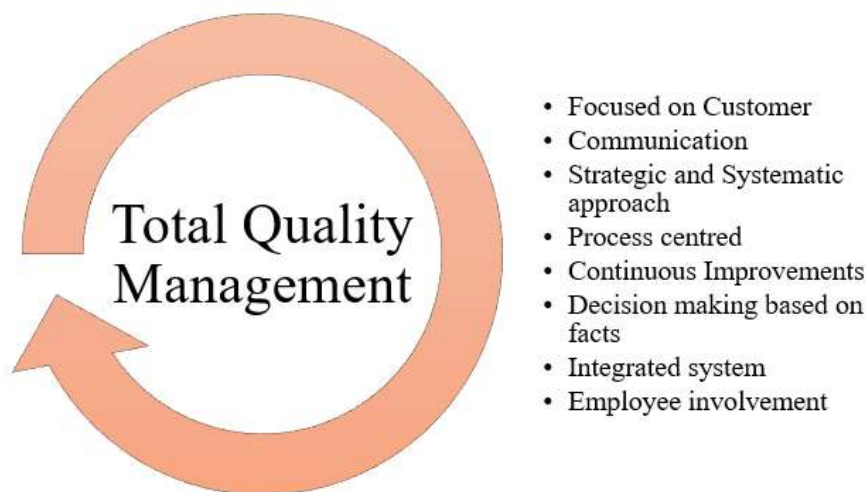 Total Quality
Management
• Focused on Customer
• Communication
• Strategic and Systematic
approach
• Process centred
• Continuous Improvements
• Decision making based on
facts
• Integrated system
• Employee involvement